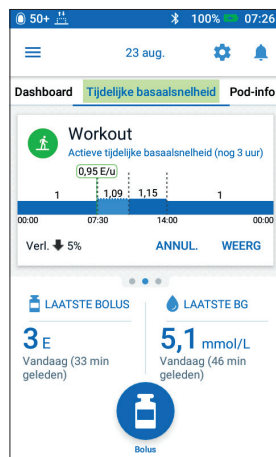 50+ 100% 07:26
23 aug.
Dashboard Tijdelijke basaalsnelheid Pod-info
Workout
Actieve tijdelijke basaalsnelheid (nog 3 uur)
0,95 E/u
1 1,09 1,15 1
00:00 07:30 14:00 00:00
Verl. 5% ANNUL. WEERG
LAATSTE BOLUS LAATSTE BG
3 E 5,1 mmol/L
Vandaag (33 min Vandaag (46 min
geleden) geleden)
Bolus